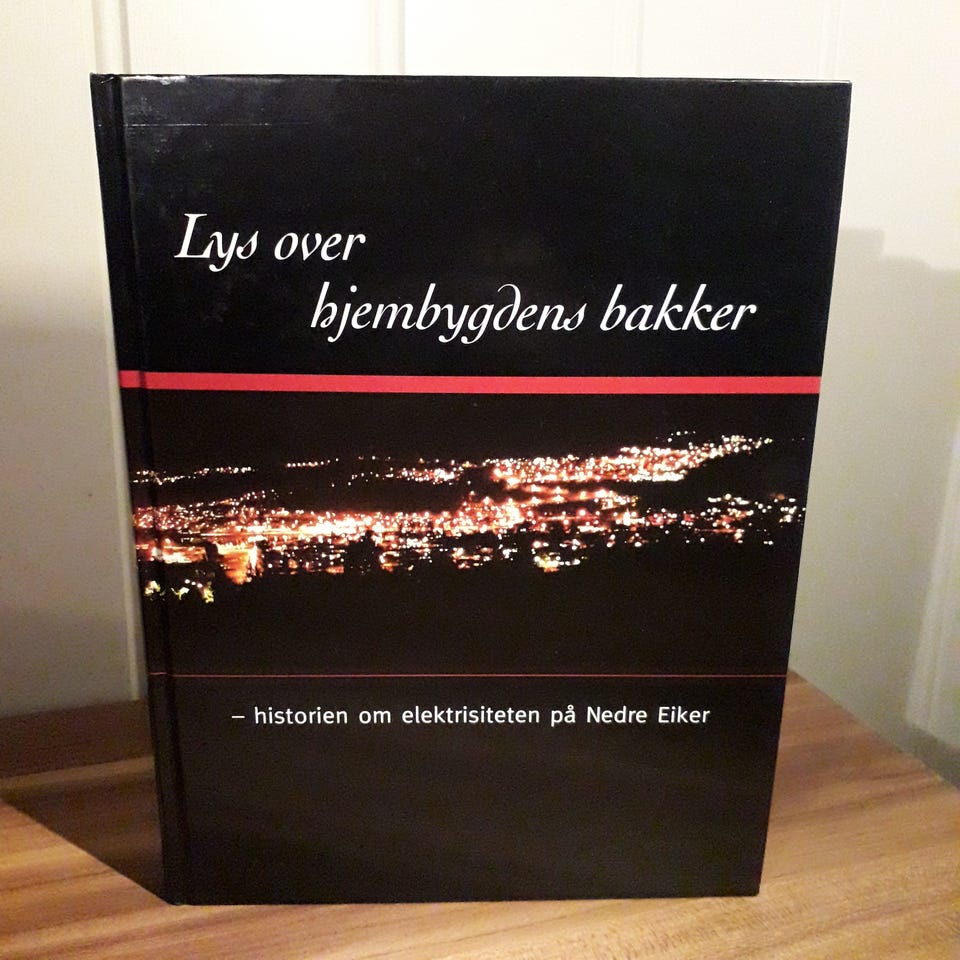 Lys over
hjembygdens bakker
– historien om elektrisiteten på Nedre Eiker